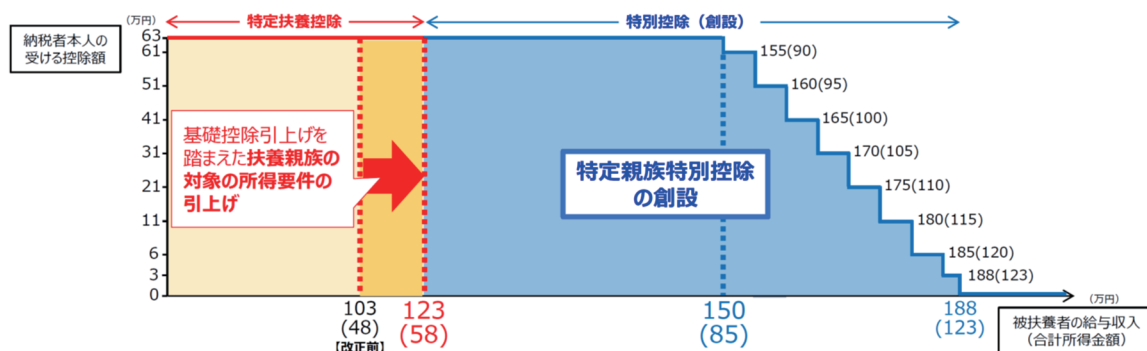 (万円)
特定扶養控除
特別控除（創設）
納税者本人の
受ける控除額
63
61
51
41
31
21
11
6
3
0
155(90)
160(95)
165(100)
170(105)
175(110)
180(115)
185(120)
188(123)
基礎控除引上げを
踏まえた扶養親族の
対象の所得要件の
引上げ
特定親族特別控除
の創設
103
(48)
【改正前】
123
(58)
150
(85)
188
(123)
(万円)
被扶養者の給与収入
（合計所得金額）